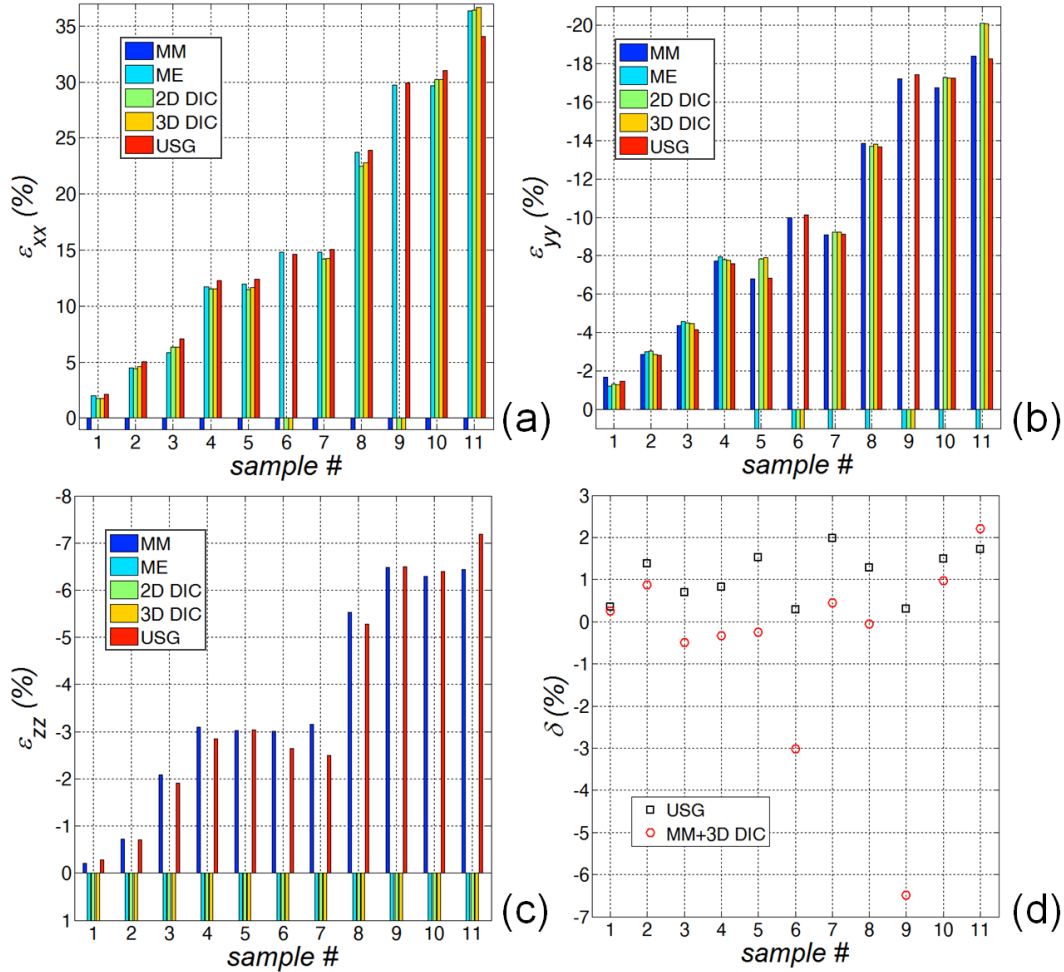 35
30
25
20
15
10
5
0
εxx (%)
MM
ME
2D DIC
3D DIC
USG
1 2 3 4 5 6 7 8 9 10 11
sample #
(a)
-20
-18
-16
-14
-12
-10
-8
-6
-4
-2
0
εyy (%)
MM
ME
2D DIC
3D DIC
USG
1 2 3 4 5 6 7 8 9 10 11
sample #
(b)
-8
-7
-6
-5
-4
-3
-2
-1
0
1
εzz (%)
MM
ME
2D DIC
3D DIC
USG
1 2 3 4 5 6 7 8 9 10 11
sample #
(c)
3
2
1
0
-1
-2
-3
-4
-5
-6
-7
δ (%)
USG
MM+3D DIC
1 2 3 4 5 6 7 8 9 10 11
sample #
(d)